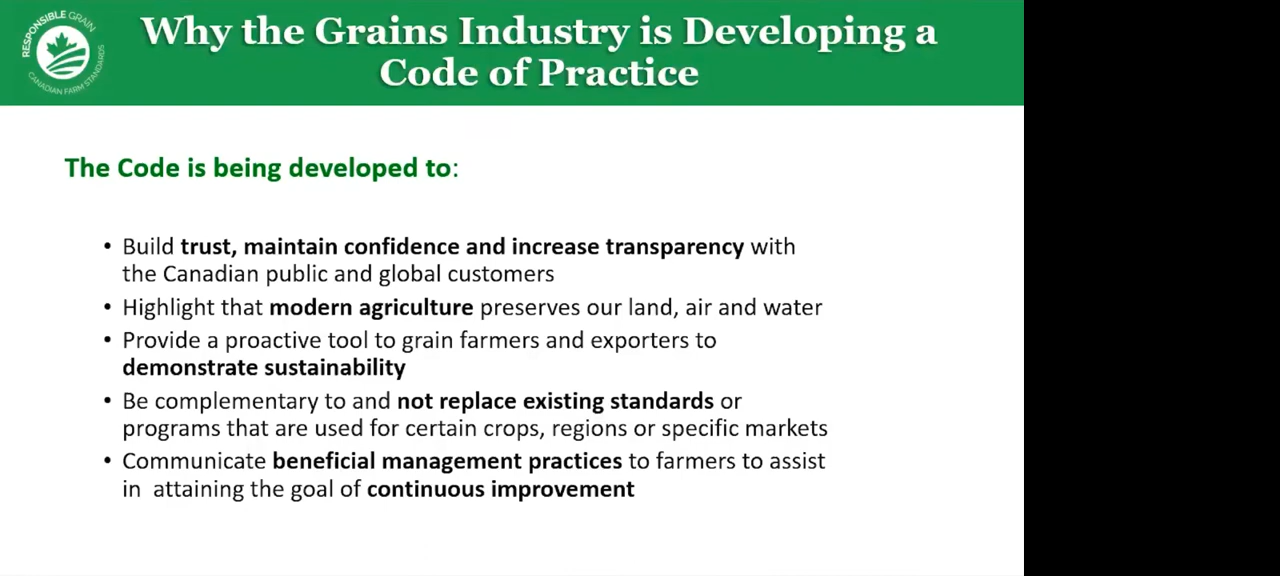 RESPONSIBLE GRAIN
CANADIAN FARM STANDARDS
Why the Grains Industry is Developing a
Code of Practice
The Code is being developed to:
• Build trust, maintain confidence and increase transparency with
the Canadian public and global customers
• Highlight that modern agriculture preserves our land, air and water
• Provide a proactive tool to grain farmers and exporters to
demonstrate sustainability
• Be complementary to and not replace existing standards or
programs that are used for certain crops, regions or specific markets
• Communicate beneficial management practices to farmers to assist
in  attaining the goal of continuous improvement